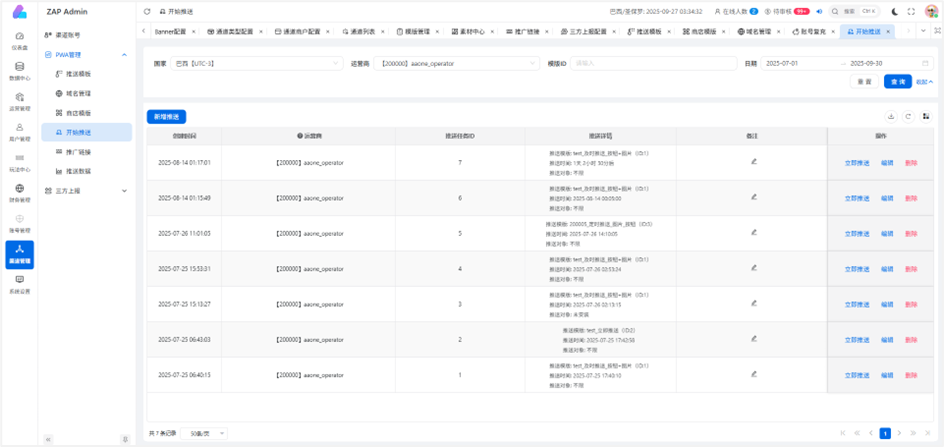 ZAP Admin
开始推送
巴西/圣保罗: 2025-09-27 03:34:32
在线人数 2
待审核 99+
搜索 Ctrl K
仪表盘
数据中心
运营管理
用户管理
玩法中心
财务管理
账号管理
渠道管理
系统设置
渠道账号
PWA管理
推送模板
域名管理
商店模版
开始推送
推广链接
推送数据
三方上报
Banner配置
通道类型配置
通道商户配置
通道列表
模版管理
素材中心
推广链接
三方上报配置
推送模板
商店模板
域名管理
账号复充
开始推送
国家 巴西【UTC-3】
运营商 【200000】aaone_operator
模版ID 请输入
日期 2025-07-01 → 2025-09-30
重 置
查 询
收起
新增推送
创建时间 运营商 推送任务ID 推送详情 备注 操作
2025-08-14 01:17:01 【200000】aaone_operator 7
推送模版: test_及时推送_按钮+图片（ID:1）
推送时间: 1天 2小时 30分后
推送对象: 不限
立即推送 编辑 删除
2025-08-14 01:15:49 【200000】aaone_operator 6
推送模版: test_及时推送_按钮+图片（ID:1）
推送时间: 2025-08-14 00:05:00
推送对象: 不限
立即推送 编辑 删除
2025-07-26 11:01:05 【200000】aaone_operator 5
推送模版: 200005_定时推送_图片_按钮（ID:5）
推送时间: 2025-07-26 14:10:05
推送对象: 不限
立即推送 编辑 删除
2025-07-25 15:53:31 【200000】aaone_operator 4
推送模版: test_及时推送_按钮+图片（ID:1）
推送时间: 2025-07-26 02:53:24
推送对象: 不限
立即推送 编辑 删除
2025-07-25 15:13:27 【200000】aaone_operator 3
推送模版: test_及时推送_按钮+图片（ID:1）
推送时间: 2025-07-26 02:13:15
推送对象: 未安装
立即推送 编辑 删除
2025-07-25 06:43:03 【200000】aaone_operator 2
推送模版: test_立即推送（ID:2）
推送时间: 2025-07-25 17:42:58
推送对象: 不限
立即推送 编辑 删除
2025-07-25 06:40:15 【200000】aaone_operator 1
推送模版: test_及时推送_按钮+图片（ID:1）
推送时间: 2025-07-25 17:40:10
推送对象: 不限
立即推送 编辑 删除
共 7 条记录 50条/页
1